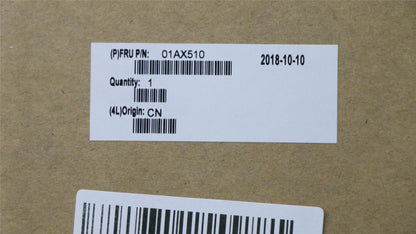 (P)FRU P/N: 01AX510
2018-10-10
Quantity: 1
(4L)Origin: CN